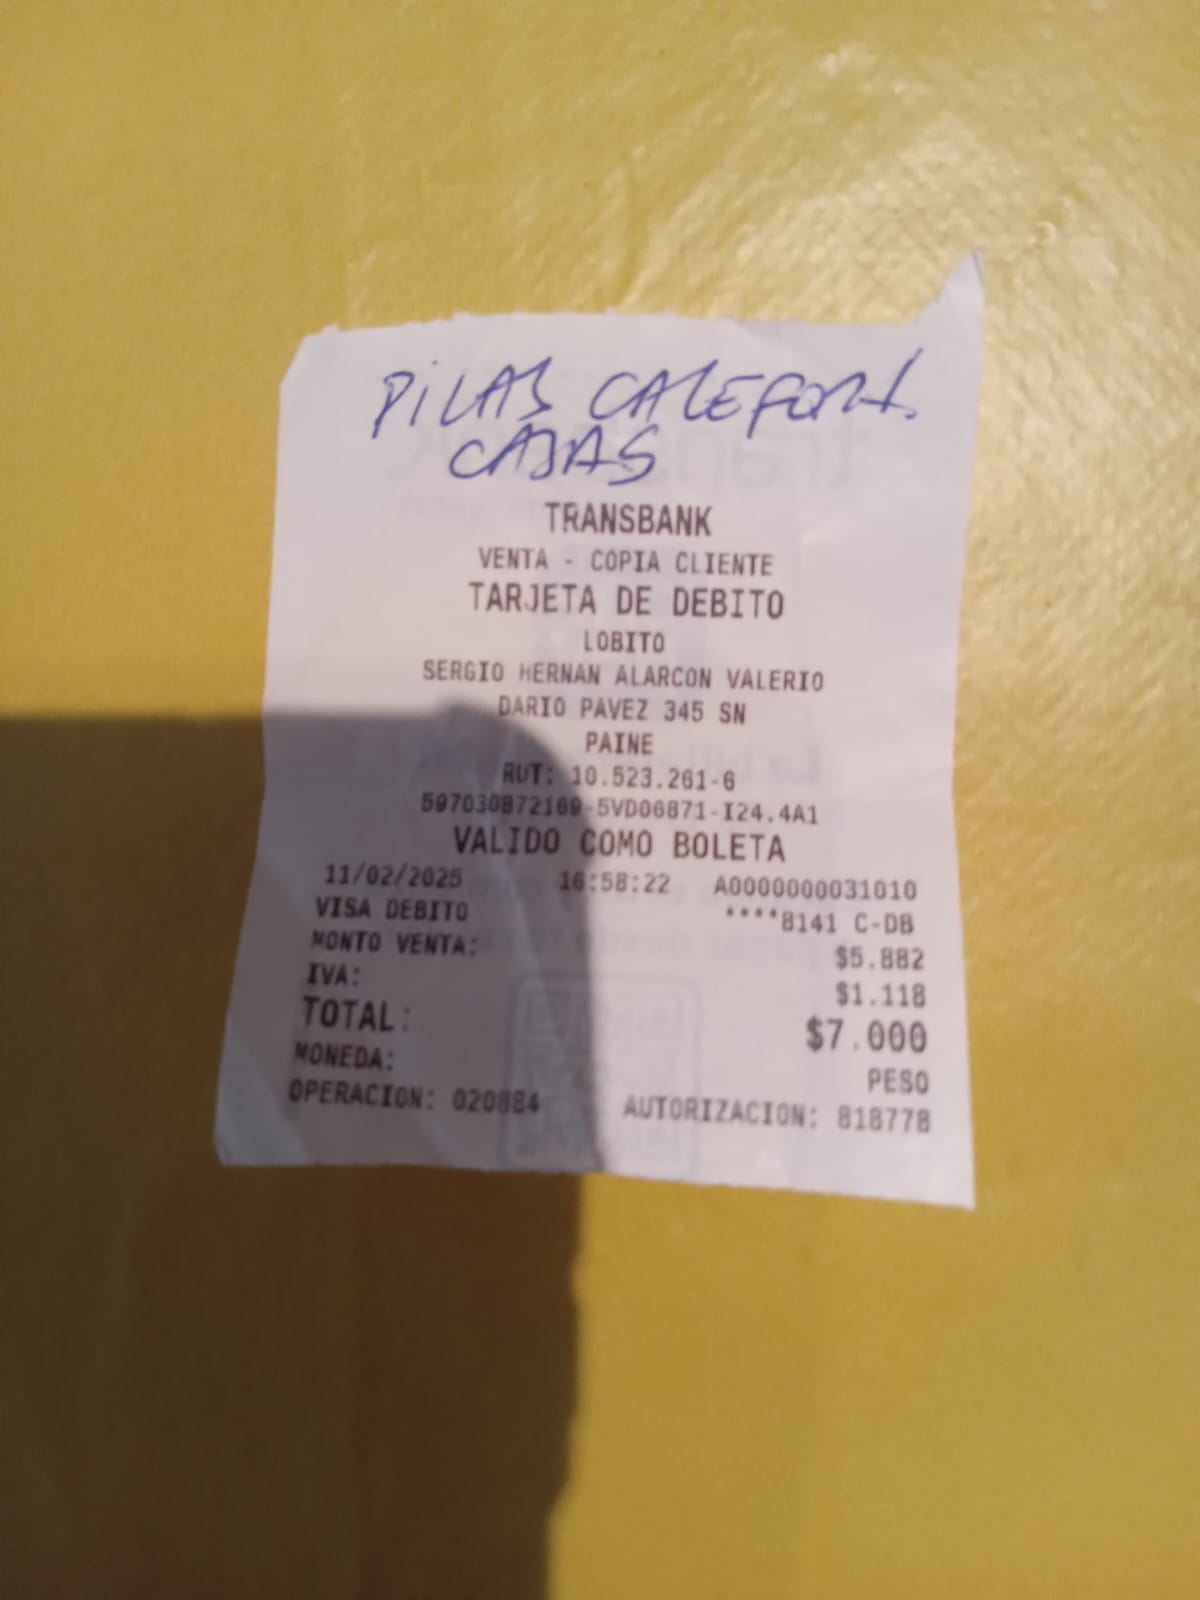 PILAS CALEFONT.
CAJAS
TRANSBANK
VENTA - COPIA CLIENTE
TARJETA DE DEBITO
LOBITO
SERGIO HERNAN ALARCON VALERIO
DARIO PAVEZ 345 SN
PAINE
RUT: 10.523.261-6
597030872169-5VD06871-I24.4A1
VALIDO COMO BOLETA
11/02/2025 16:58:22 A0000000031010
VISA DEBITO ****8141 C-DB
MONTO VENTA: $5.882
IVA: $1.118
TOTAL: $7.000
MONEDA: PESO
OPERACION: 020884 AUTORIZACION: 818778